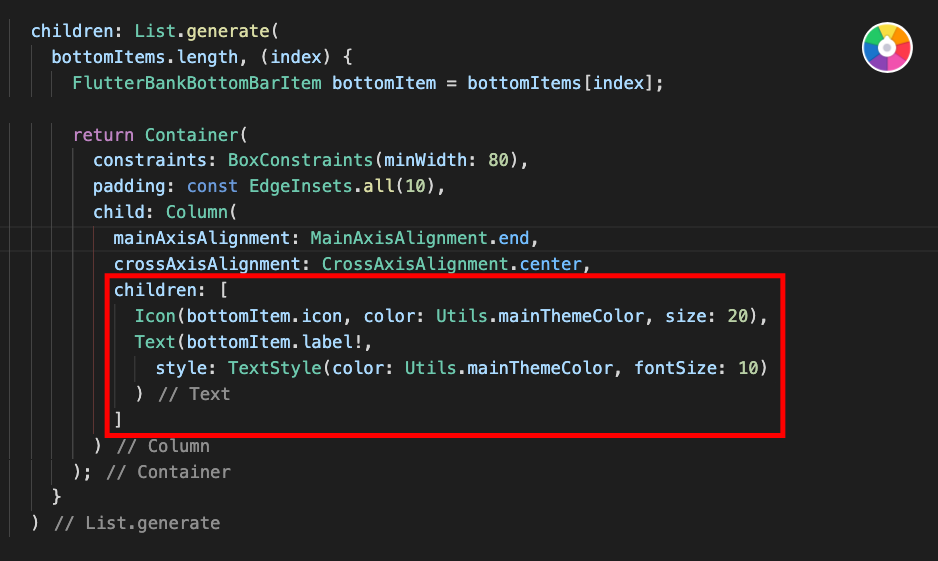 children: List.generate(
bottomItems.length, (index) {
FlutterBankBottomBarItem bottomItem = bottomItems[index];
return Container(
constraints: BoxConstraints(minWidth: 80),
padding: const EdgeInsets.all(10),
child: Column(
mainAxisAlignment: MainAxisAlignment.end,
crossAxisAlignment: CrossAxisAlignment.center,
children: [
Icon(bottomItem.icon, color: Utils.mainThemeColor, size: 20),
Text(bottomItem.label!,
style: TextStyle(color: Utils.mainThemeColor, fontSize: 10)
) // Text
]
) // Column
); // Container
}
) // List.generate